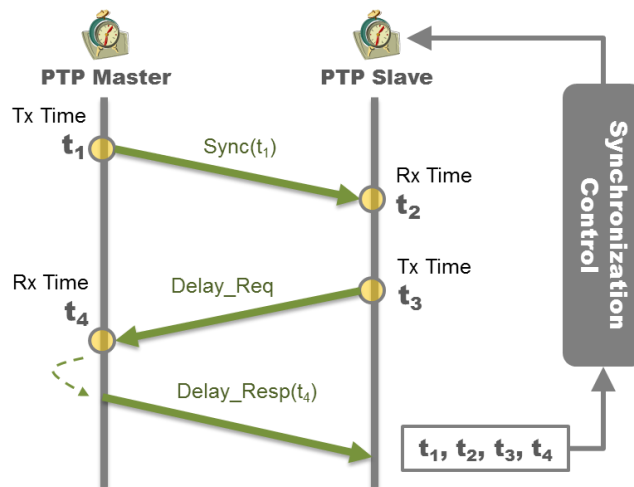 PTP Master
PTP Slave
Tx Time
t₁
Sync(t₁)
Rx Time
t₂
Tx Time
t₃
Delay_Req
Rx Time
t₄
Delay_Resp(t₄)
t₁, t₂, t₃, t₄
Synchronization
Control